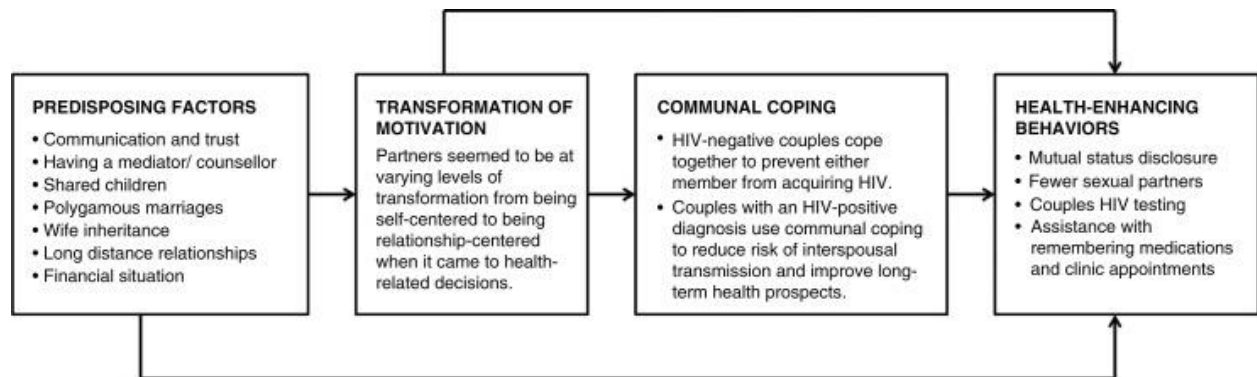 PREDISPOSING FACTORS
• Communication and trust
• Having a mediator/ counsellor
• Shared children
• Polygamous marriages
• Wife inheritance
• Long distance relationships
• Financial situation
TRANSFORMATION OF
MOTIVATION
Partners seemed to be at
varying levels of
transformation from being
self-centered to being
relationship-centered
when it came to health-
related decisions.
COMMUNAL COPING
• HIV-negative couples cope
together to prevent either
member from acquiring HIV.
• Couples with an HIV-positive
diagnosis use communal coping
to reduce risk of interspousal
transmission and improve long-
term health prospects.
HEALTH-ENHANCING
BEHAVIORS
• Mutual status disclosure
• Fewer sexual partners
• Couples HIV testing
• Assistance with
remembering medications
and clinic appointments